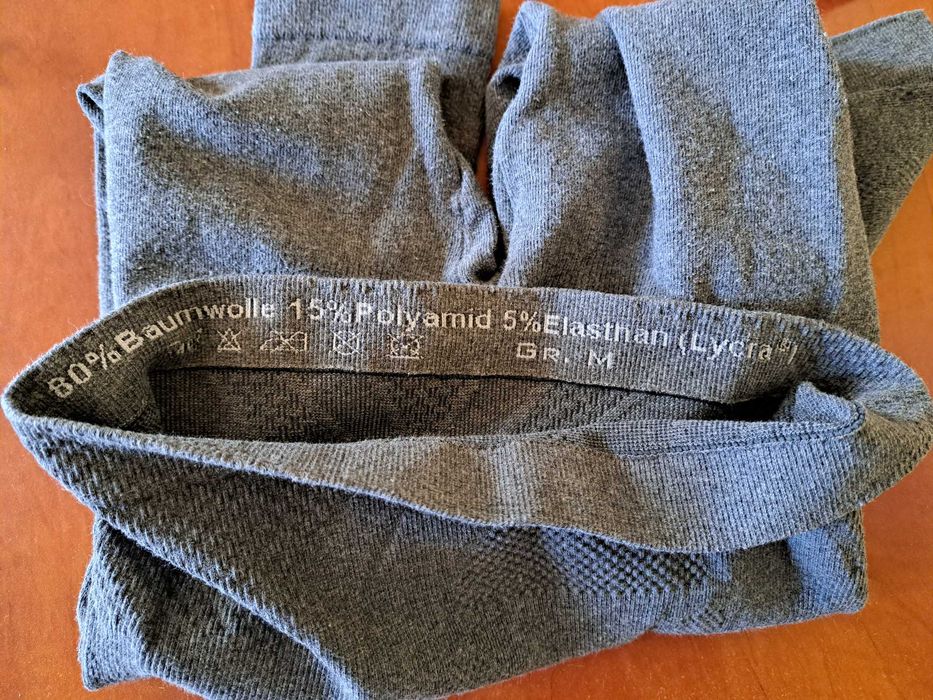 80%Baumwolle 15%Polyamid 5%Elasthan (Lycra®)
Gr. M